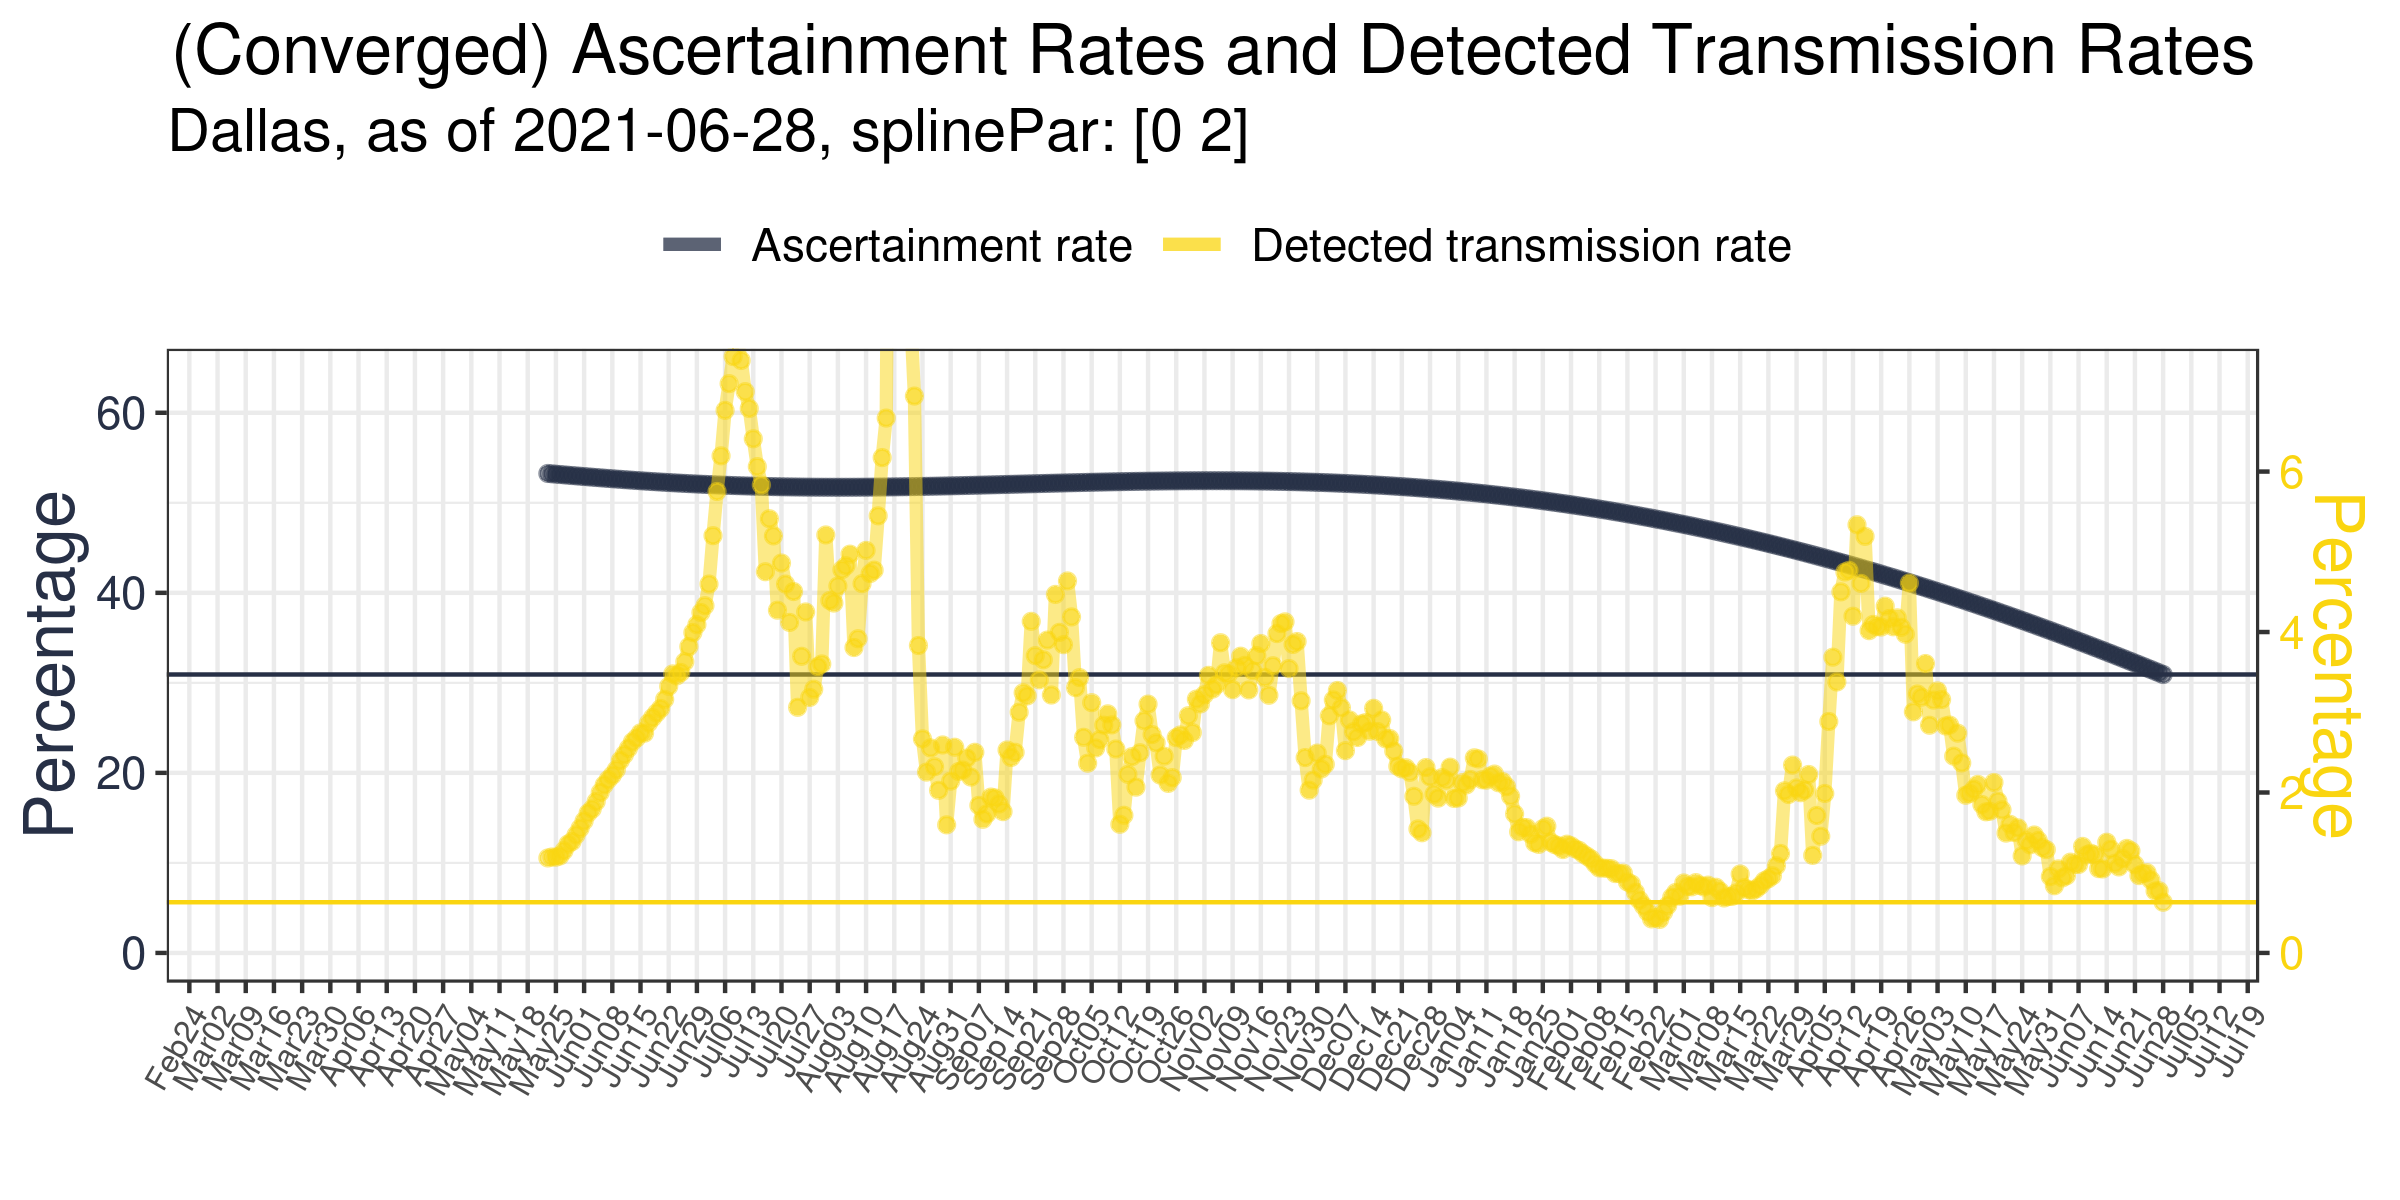 (Converged) Ascertainment Rates and Detected Transmission Rates
Dallas, as of 2021-06-28, splinePar: [0 2]
Ascertainment rate
Detected transmission rate
Percentage
60
40
20
0
6
4
2
0
Percentage
Feb24
Mar02
Mar09
Mar16
Mar23
Mar30
Apr06
Apr13
Apr20
Apr27
May04
May11
May18
May25
Jun01
Jun08
Jun15
Jun22
Jun29
Jul06
Jul13
Jul20
Jul27
Aug03
Aug10
Aug17
Aug24
Aug31
Sep07
Sep14
Sep21
Sep28
Oct05
Oct12
Oct19
Oct26
Nov02
Nov09
Nov16
Nov23
Nov30
Dec07
Dec14
Dec21
Dec28
Jan04
Jan11
Jan18
Jan25
Feb01
Feb08
Feb15
Feb22
Mar01
Mar08
Mar15
Mar22
Mar29
Apr05
Apr12
Apr19
Apr26
May03
May10
May17
May24
May31
Jun07
Jun14
Jun21
Jun28
Jul05
Jul12
Jul19